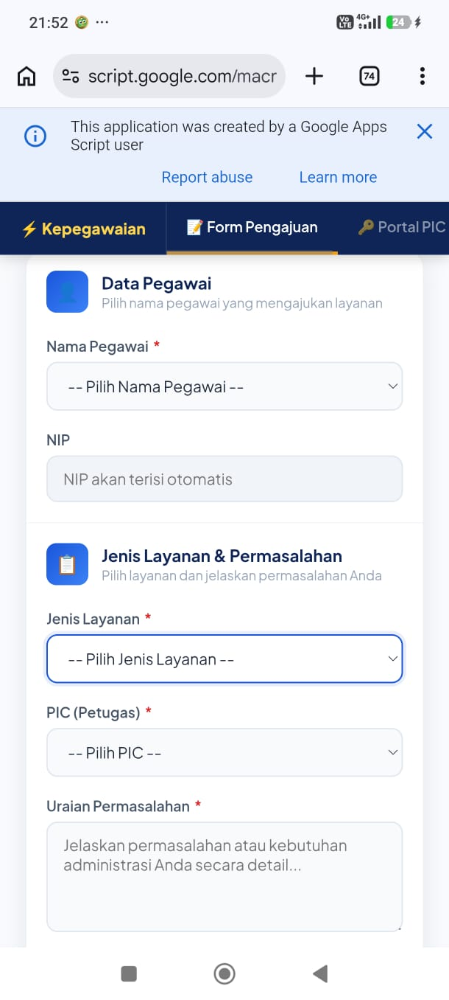 21:52
Vo LTE 4G+ 24
script.google.com/macr
74
This application was created by a Google Apps
Script user
Report abuse Learn more
Kepegawaian Form Pengajuan Portal PIC
Data Pegawai
Pilih nama pegawai yang mengajukan layanan
Nama Pegawai *
-- Pilih Nama Pegawai --
NIP
NIP akan terisi otomatis
Jenis Layanan & Permasalahan
Pilih layanan dan jelaskan permasalahan Anda
Jenis Layanan *
-- Pilih Jenis Layanan --
PIC (Petugas) *
-- Pilih PIC --
Uraian Permasalahan *
Jelaskan permasalahan atau kebutuhan
administrasi Anda secara detail...